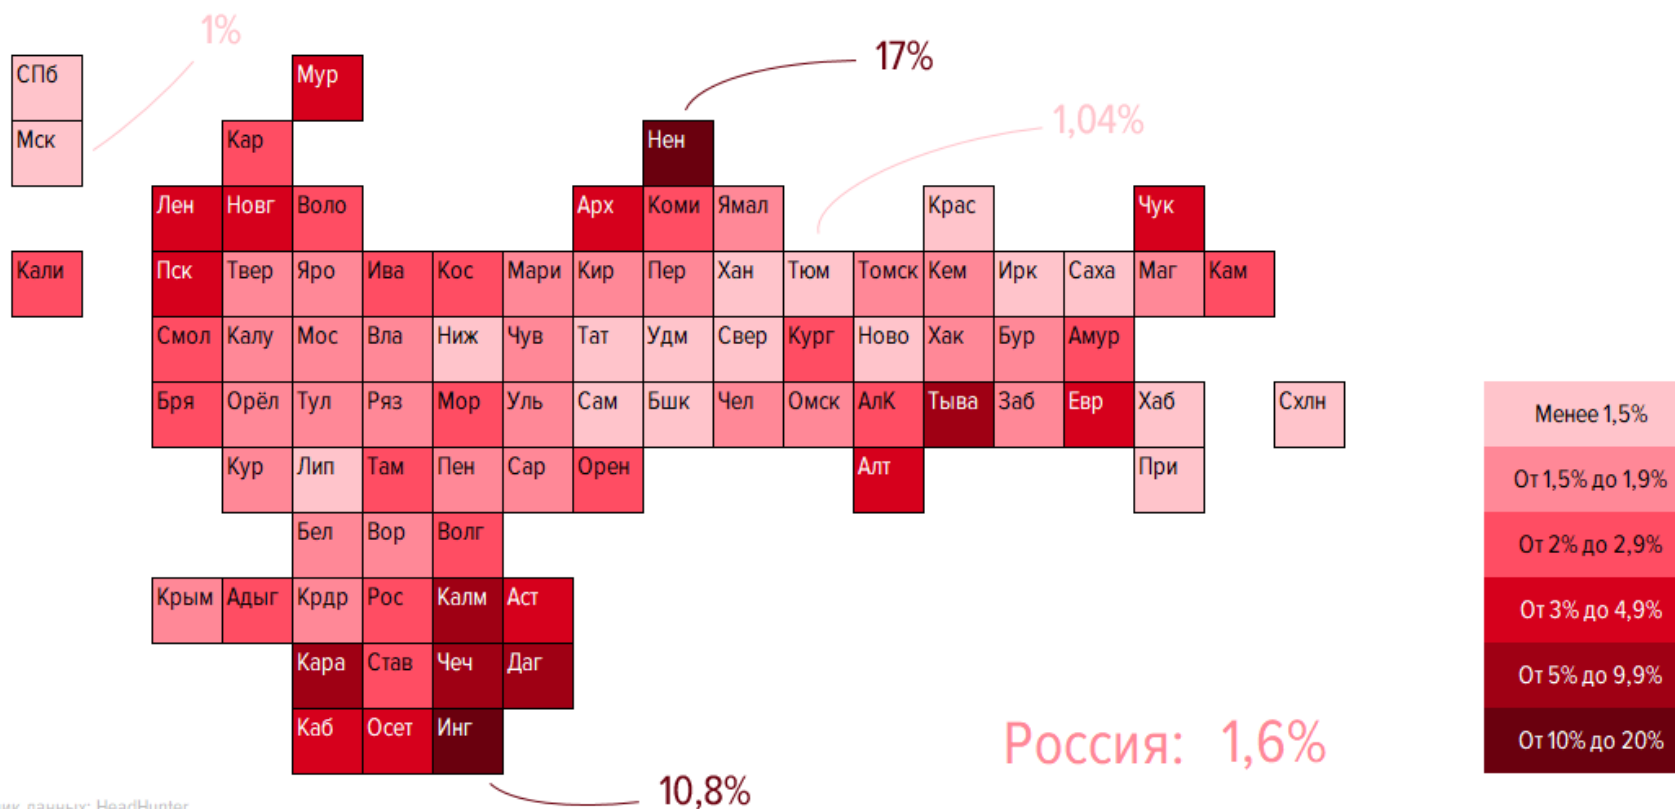 1%
17%
СПб Мур
1,04%
Мск Кар Нен
Лен Новг Воло Арх Коми Ямал Крас Чук
Кали Пск Твер Яро Ива Кос Мари Кир Пер Хан Тюм Томск Кем Ирк Саха Маг Кам
Смол Калу Мос Вла Ниж Чув Тат Удм Свер Кург Ново Хак Бур Амур
Бря Орёл Тул Ряз Мор Уль Сам Бшк Чел Омск АлК Тыва Заб Евр Хаб Схлн
Кур Лип Там Пен Сар Орен Алт При
Бел Вор Волг
Крым Адыг Крдр Рос Калм Аст
Кара Став Чеч Даг
Каб Осет Инг
10,8%
Россия: 1,6%
Менее 1,5%
От 1,5% до 1,9%
От 2% до 2,9%
От 3% до 4,9%
От 5% до 9,9%
От 10% до 20%
данных: HeadHunter